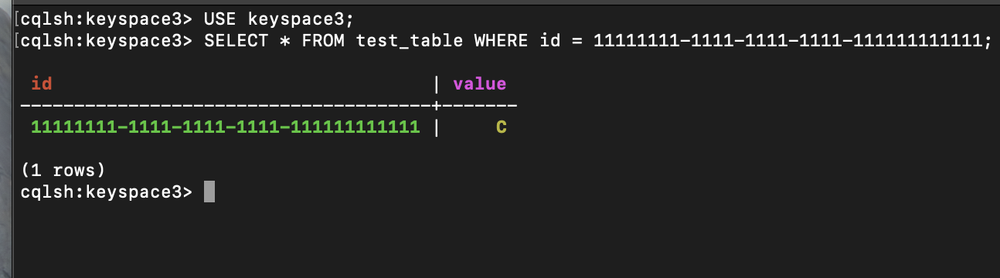 [cqlsh:keyspace3> USE keyspace3;
[cqlsh:keyspace3> SELECT * FROM test_table WHERE id = 11111111-1111-1111-1111-111111111111;
id | value
--------------------------------------+-------
11111111-1111-1111-1111-111111111111 | C
(1 rows)
cqlsh:keyspace3>